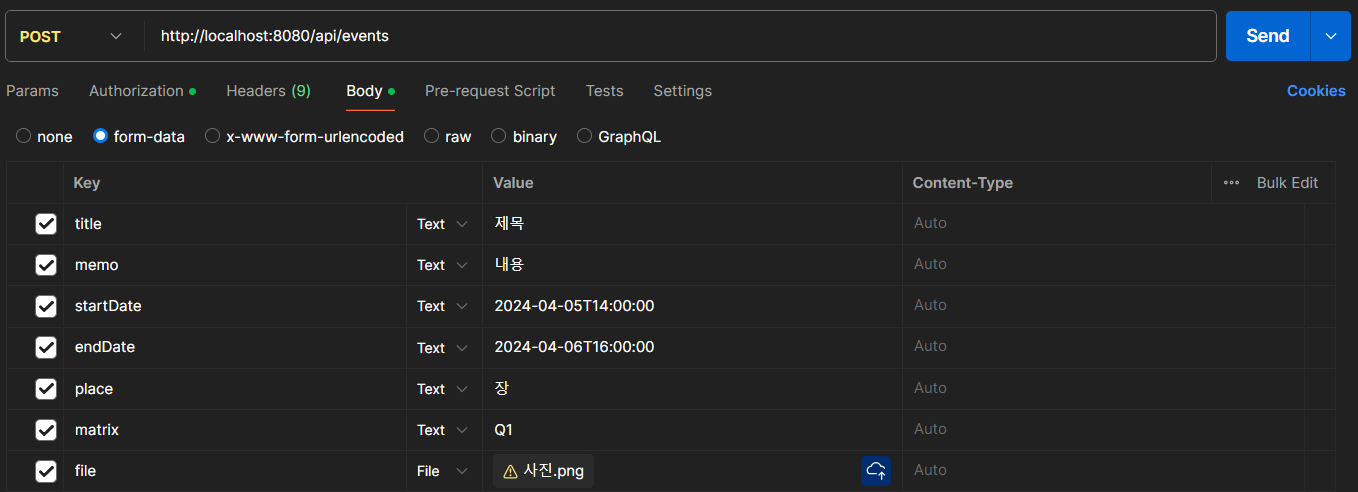 POST http://localhost:8080/api/events Send
Params Authorization Headers (9) Body Pre-request Script Tests Settings Cookies
none form-data x-www-form-urlencoded raw binary GraphQL
Key Value Content-Type ••• Bulk Edit
title Text 제목 Auto
memo Text 내용 Auto
startDate Text 2024-04-05T14:00:00 Auto
endDate Text 2024-04-06T16:00:00 Auto
place Text 장 Auto
matrix Text Q1 Auto
file File 사진.png Auto